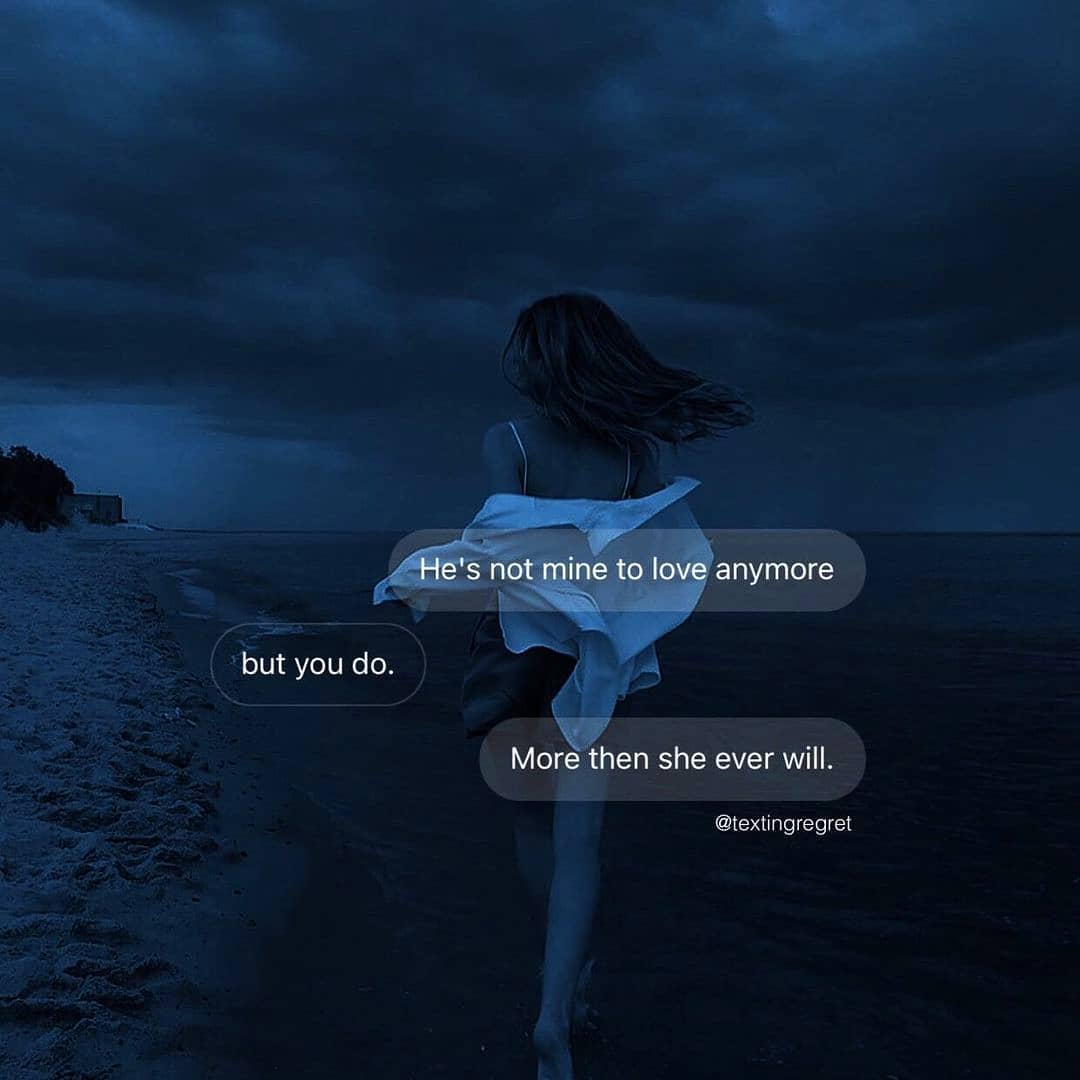 He's not mine to love anymore
but you do.
More then she ever will.
@textingregret